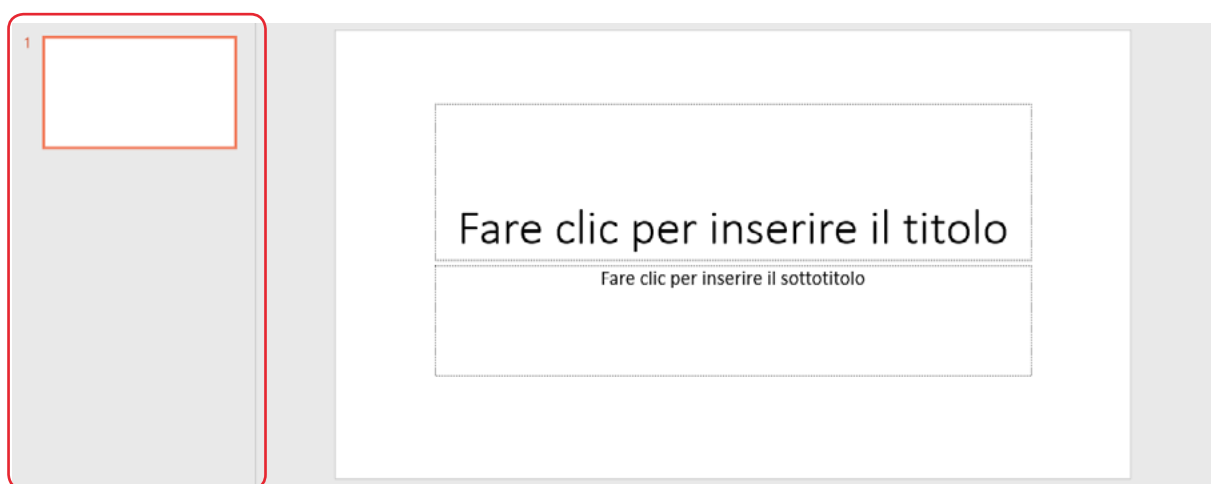 1
Fare clic per inserire il titolo
Fare clic per inserire il sottotitolo